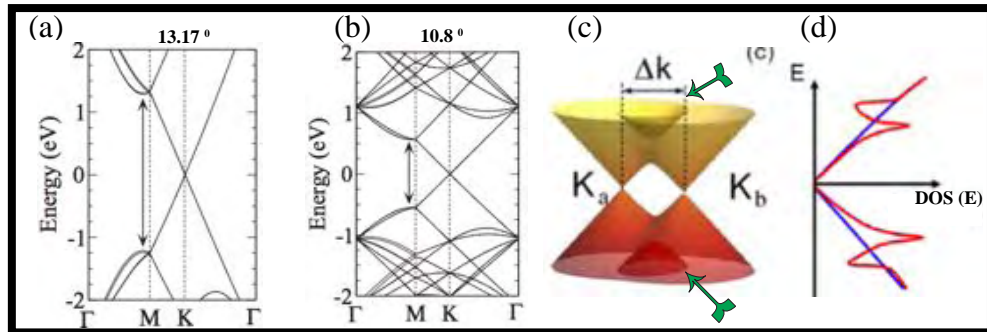 (a)
13.17 ⁰
Energy (eV)
2
1
0
-1
-2
Γ
M
K
Γ
(b)
10.8 ⁰
Energy (eV)
2
1
0
-1
-2
Γ
M
K
Γ
(c)
(c)
Δk
Kₐ
K_b
(d)
E
DOS (E)